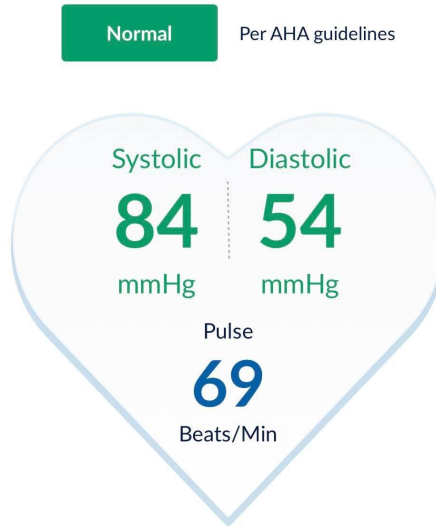 Normal Per AHA guidelines
Systolic Diastolic
84 54
mmHg mmHg
Pulse
69
Beats/Min